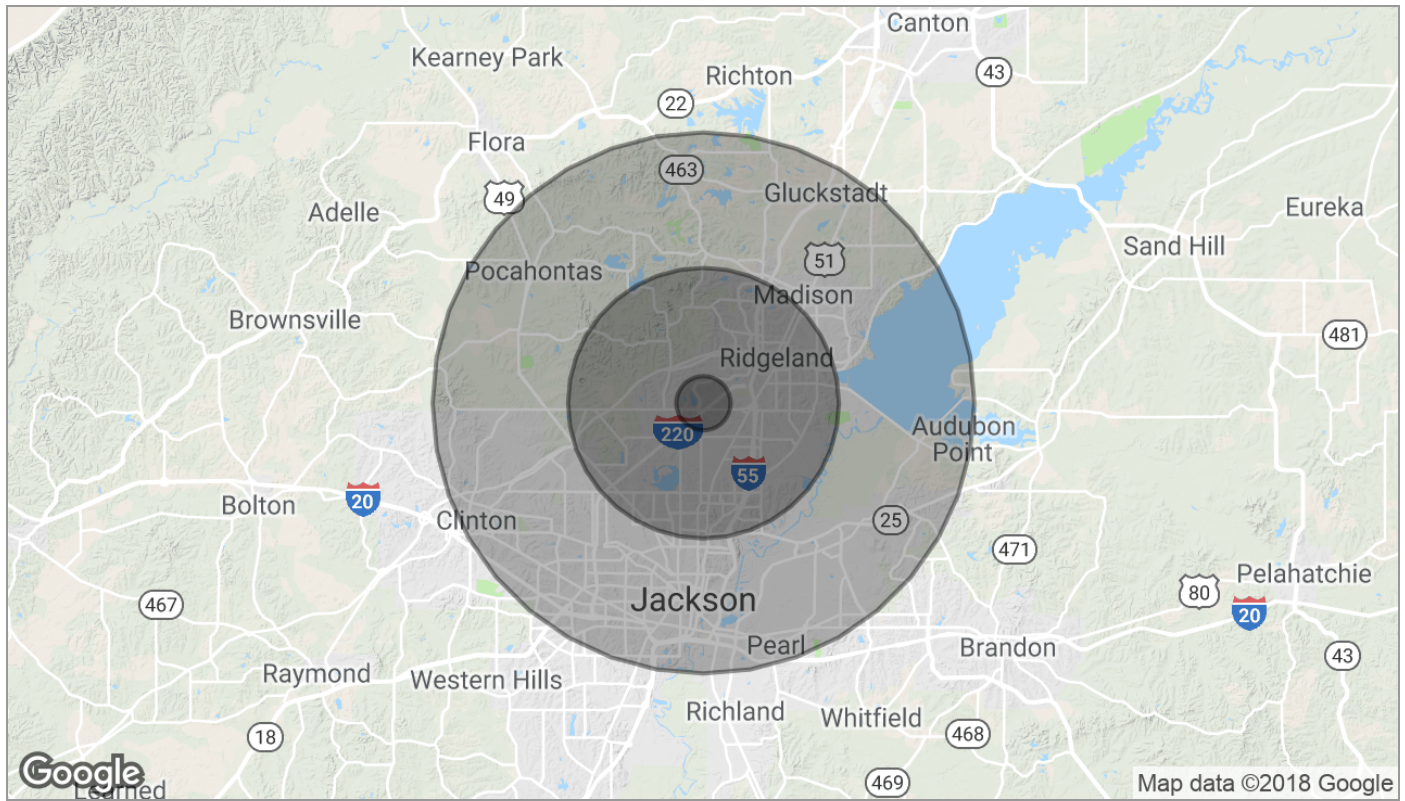 Canton
Kearney Park
Richton
43
22
Flora
463
49
Gluckstadt
Adelle
Eureka
51
Sand Hill
Pocahontas
Madison
Brownsville
481
Ridgeland
220
Audubon
Point
55
20
Bolton
Clinton
25
471
Pelahatchie
80
467
Jackson
20
Pearl
Brandon
43
Raymond
Western Hills
Richland
Whitfield
18
468
Google
Learned
469
Map data ©2018 Google